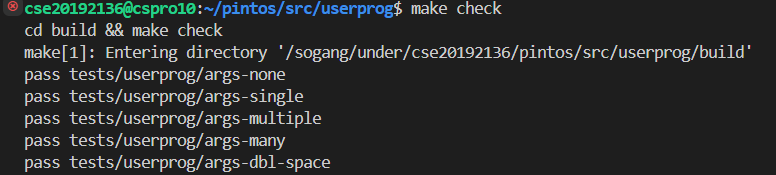 cse20192136@cspro10:~/pintos/src/userprog$ make check
cd build && make check
make[1]: Entering directory '/sogang/under/cse20192136/pintos/src/userprog/build'
pass tests/userprog/args-none
pass tests/userprog/args-single
pass tests/userprog/args-multiple
pass tests/userprog/args-many
pass tests/userprog/args-dbl-space